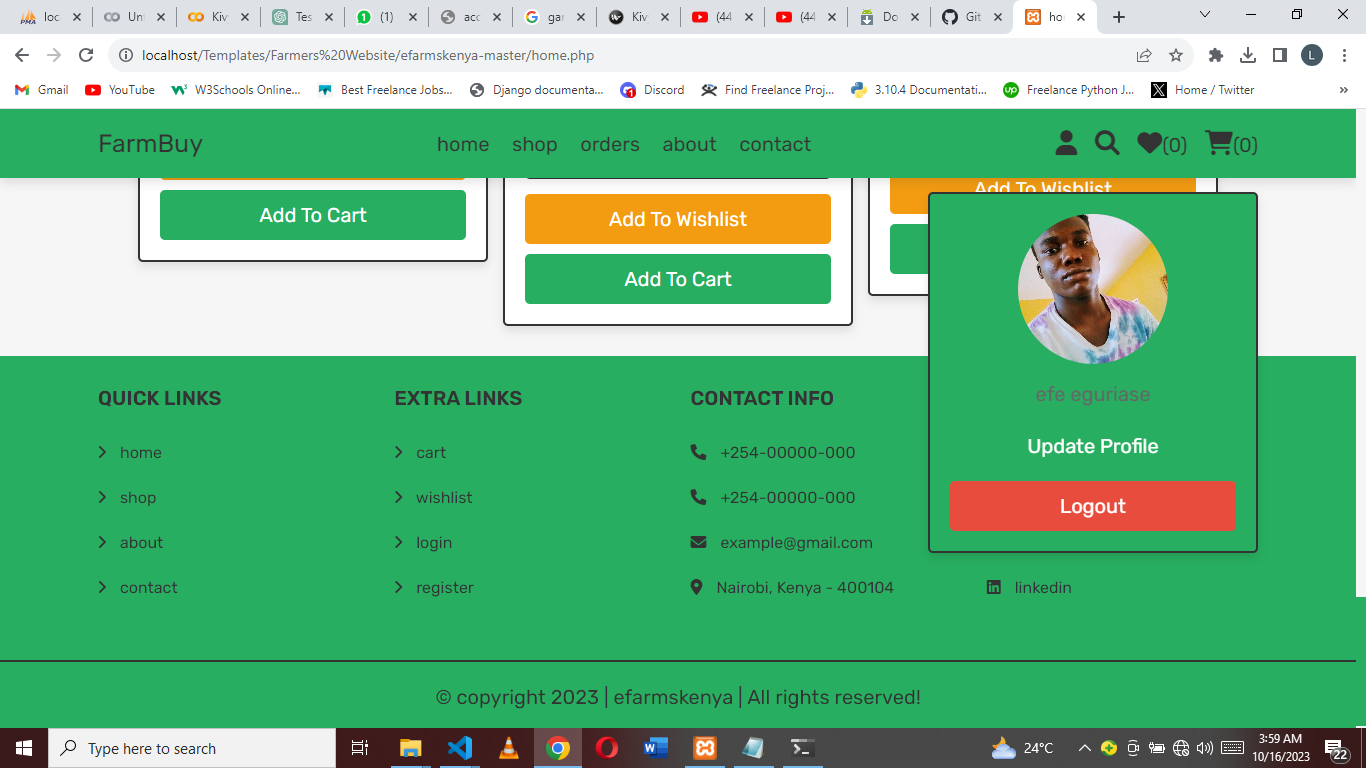 loc
Unt
Kiv
Tes
(1)
acc
gar
Kiv
(44
(44
Do
Git
ho
localhost/Templates/Farmers%20Website/efarmskenya-master/home.php
L
Gmail
YouTube
W3Schools Online...
Best Freelance Jobs...
Django documenta...
Discord
Find Freelance Proj...
3.10.4 Documentati...
Freelance Python J...
Home / Twitter
FarmBuy
home shop orders about contact
(0) (0)
Add To Cart
Add To Wishlist
Add To Cart
Add To Wishlist
efe eguriase
Update Profile
Logout
QUICK LINKS
home
shop
about
contact
EXTRA LINKS
cart
wishlist
login
register
CONTACT INFO
+254-00000-000
+254-00000-000
example@gmail.com
Nairobi, Kenya - 400104
linkedin
© copyright 2023 | efarmskenya | All rights reserved!
Type here to search
24°C
3:59 AM
10/16/2023
22